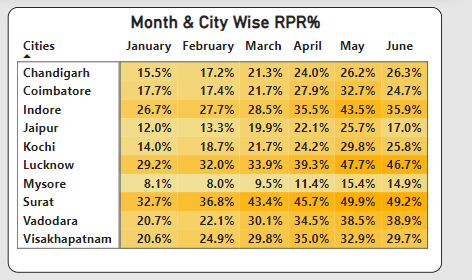 Month & City Wise RPR%
Cities January February March April May June
Chandigarh 15.5% 17.2% 21.3% 24.0% 26.2% 26.3%
Coimbatore 17.7% 17.4% 21.7% 27.9% 32.7% 24.7%
Indore 26.7% 27.7% 28.5% 35.5% 43.5% 35.9%
Jaipur 12.0% 13.3% 19.9% 22.1% 25.7% 17.0%
Kochi 14.0% 18.7% 21.7% 24.2% 29.8% 25.8%
Lucknow 29.2% 32.0% 33.9% 39.3% 47.7% 46.7%
Mysore 8.1% 8.0% 9.5% 11.4% 15.4% 14.9%
Surat 32.7% 36.8% 43.4% 45.7% 49.9% 49.2%
Vadodara 20.7% 22.1% 30.1% 34.5% 38.5% 38.9%
Visakhapatnam 20.6% 24.9% 29.8% 35.0% 32.9% 29.7%